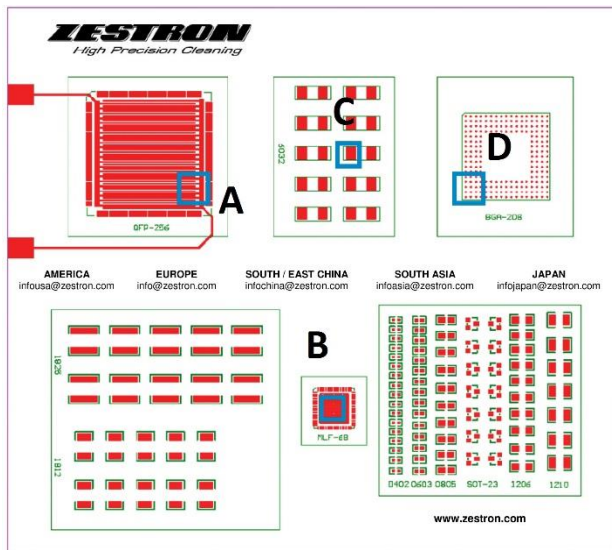 ZESTRON
High Precision Cleaning
C
D
A
6032
QFP-256
BGA-208
AMERICA EUROPE SOUTH / EAST CHINA SOUTH ASIA JAPAN
infousa@zestron.com info@zestron.com infochina@zestron.com infoasia@zestron.com infojapan@zestron.com
B
1825
MLF-68
1812
0402 0603 0805 SOT-23 1206 1210
www.zestron.com